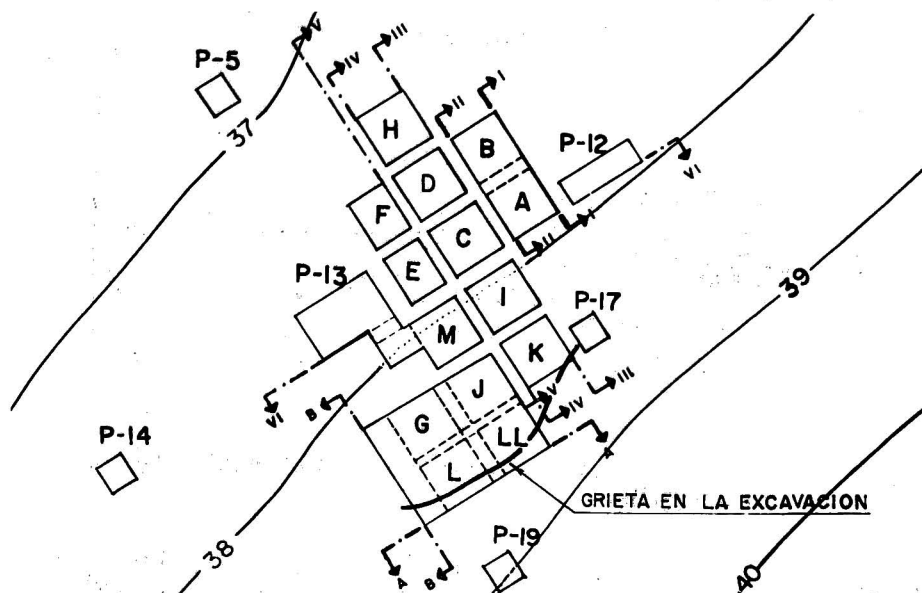 V
III
P-5
IV
I
II
H
37
B
P-12
VI
D
A
F
C
I
II
E
39
P-13
I
P-17
M
K
III
J
V
B
VI
IV
G
P-14
LL
A
L
GRIETA EN LA EXCAVACION
38
P-19
A
B
40